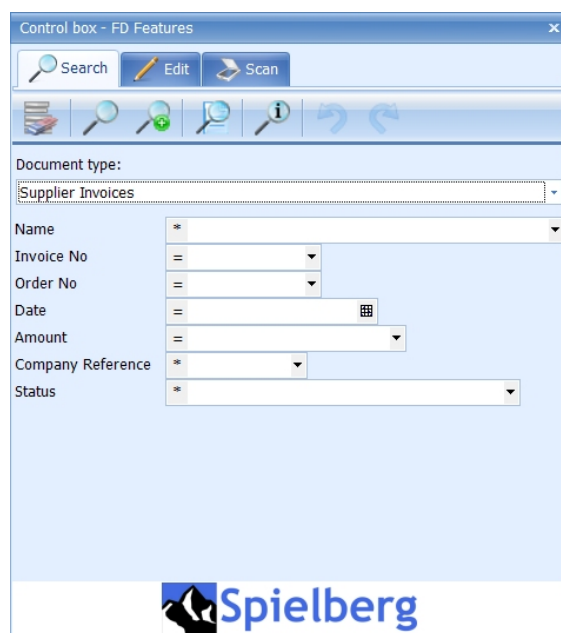 Control box - FD Features
Search Edit Scan
Document type:
Supplier Invoices
Name *
Invoice No =
Order No =
Date =
Amount =
Company Reference *
Status *
Spielberg